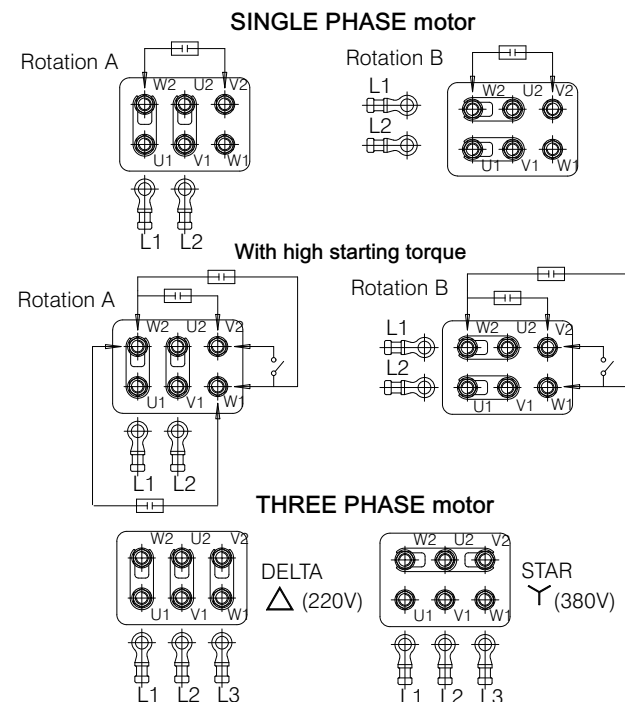 SINGLE PHASE motor
Rotation A
W2 U2 V2
U1 V1 W1
L1 L2
Rotation B
L1
L2
W2 U2 V2
U1 V1 W1
With high starting torque
Rotation A
W2 U2 V2
U1 V1 W1
L1 L2
Rotation B
L1
L2
W2 U2 V2
U1 V1 W1
THREE PHASE motor
W2 U2 V2
U1 V1 W1
L1 L2 L3
DELTA
(220V)
W2 U2 V2
U1 V1 W1
L1 L2 L3
STAR
(380V)